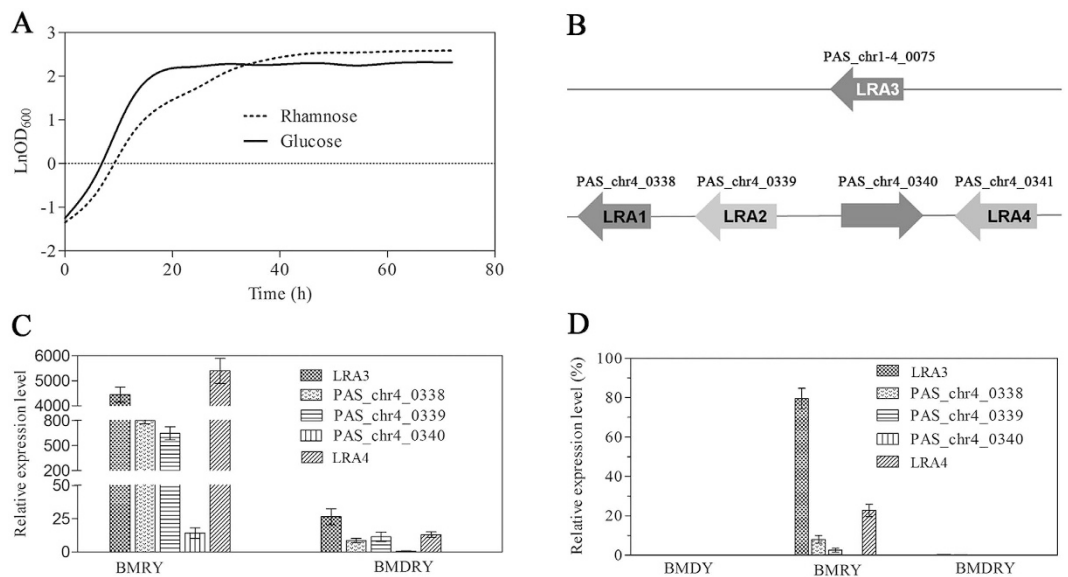 A
3
2
1
0
-1
-2
LnOD600
Rhamnose
Glucose
0 20 40 60 80
Time (h)
B
PAS_chr1-4_0075
LRA3
PAS_chr4_0338 PAS_chr4_0339 PAS_chr4_0340 PAS_chr4_0341
LRA1 LRA2 LRA4
C
6000
5000
4000
800
500
200
50
25
0
Relative expression level
LRA3
PAS_chr4_0338
PAS_chr4_0339
PAS_chr4_0340
LRA4
BMRY BMDRY
D
100
80
60
40
20
0
Relative expression level (%)
LRA3
PAS_chr4_0338
PAS_chr4_0339
PAS_chr4_0340
LRA4
BMDY BMRY BMDRY